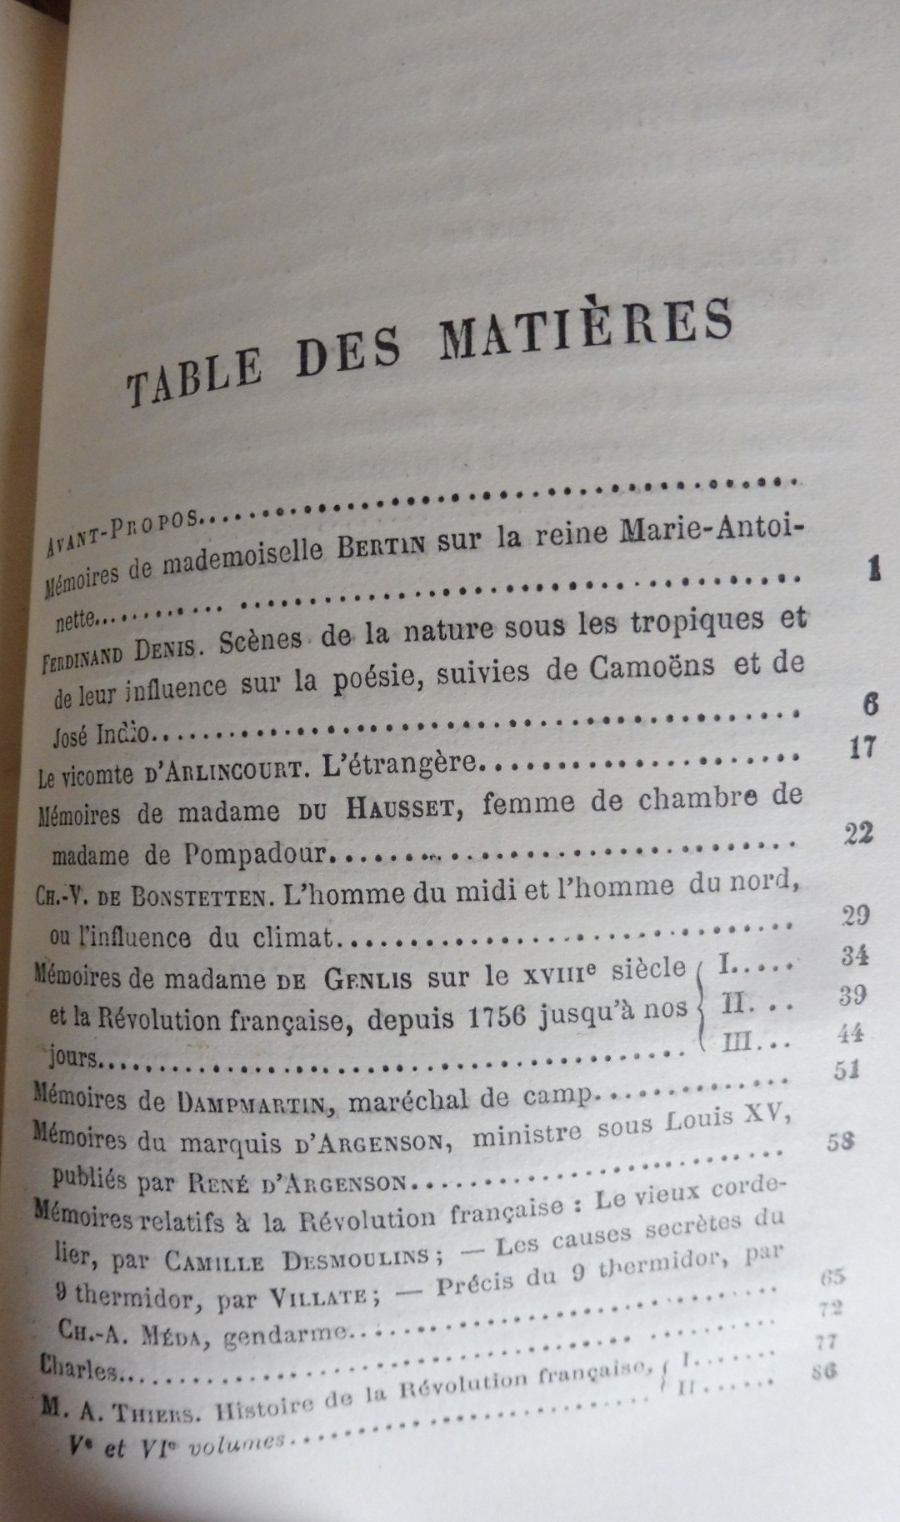 TABLE DES MATIÈRES
AVANT-PROPOS
Mémoires de mademoiselle BERTIN sur la reine Marie-Antoi-
nette 1
FERDINAND DENIS. Scènes de la nature sous les tropiques et
de leur influence sur la poésie, suivies de Camoëns et de
José Indio 6
Le vicomte D'ARLINCOURT. L'étrangère 17
Mémoires de madame DU HAUSSET, femme de chambre de
madame de Pompadour 22
CH.-V. DE BONSTETTEN. L'homme du midi et l'homme du nord,
ou l'influence du climat 29
Mémoires de madame DE GENLIS sur le XVIIIe siècle I 34
et la Révolution française, depuis 1756 jusqu'à nos II 39
jours III 44
Mémoires de DAMPMARTIN, maréchal de camp 51
Mémoires du marquis D'ARGENSON, ministre sous Louis XV,
publiés par RENÉ D'ARGENSON 58
Mémoires relatifs à la Révolution française : Le vieux corde-
lier, par CAMILLE DESMOULINS ; — Les causes secrètes du
9 thermidor, par VILLATE ; — Précis du 9 thermidor, par
CH.-A. MÉDA, gendarme 65
Charles 72
M. A. THIERS. Histoire de la Révolution française, I 77
Ve et VIe volumes II 86